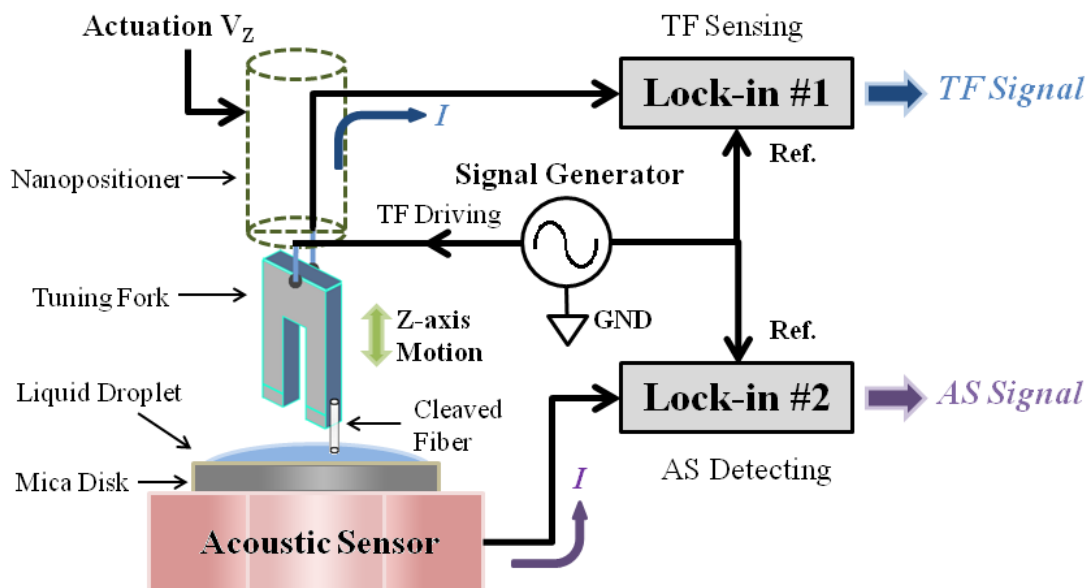 Actuation V_Z
TF Sensing
Lock-in #1
TF Signal
I
Ref.
Nanopositioner
Signal Generator
TF Driving
Tuning Fork
Z-axis
Motion
GND
Ref.
Liquid Droplet
Cleaved
Fiber
Lock-in #2
AS Signal
Mica Disk
AS Detecting
I
Acoustic Sensor